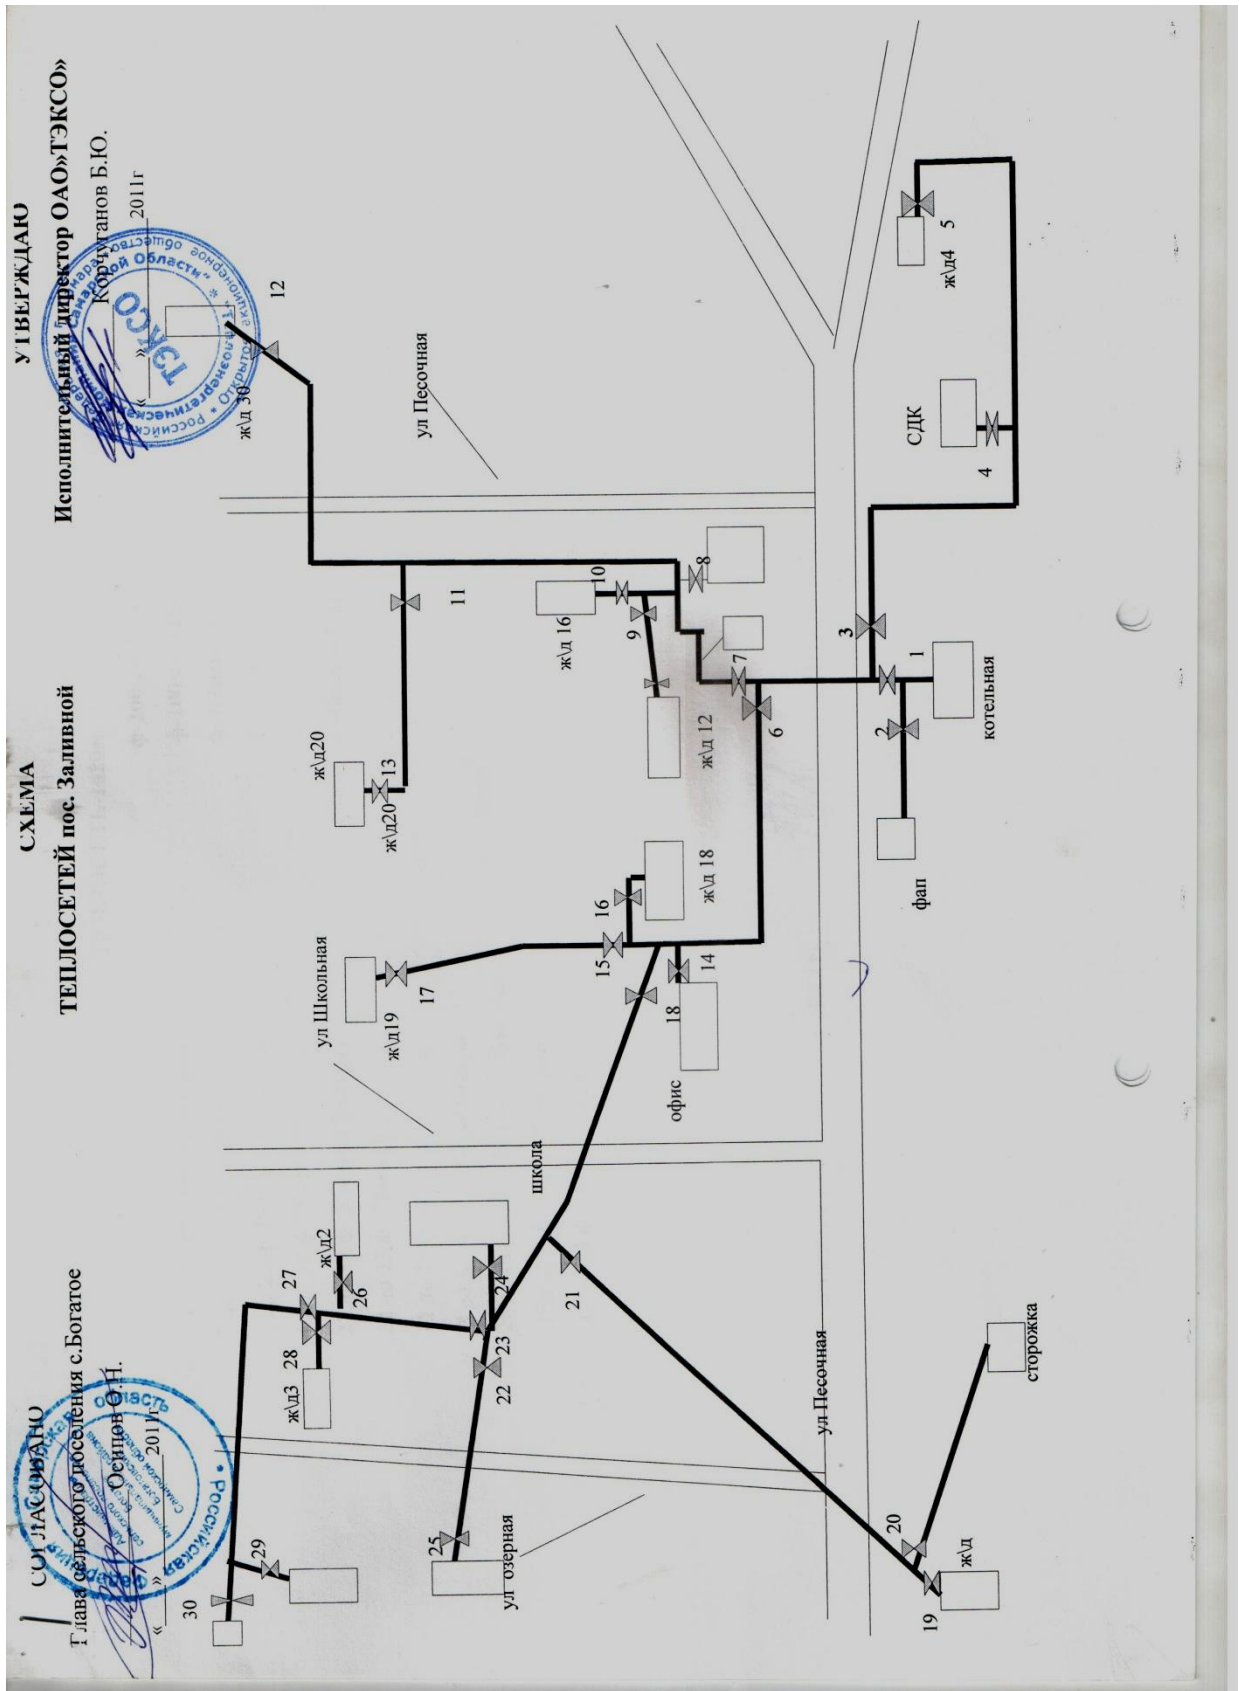 СОГЛАСОВАНО
Глава сельского поселения с.Богатое
Осипов О.Н.
« » 2011г
СХЕМА
ТЕПЛОСЕТЕЙ пос. Заливной
УТВЕРЖДАЮ
Исполнительный директор ОАО»ТЭКСО»
Корчуганов Б.Ю.
« » 2011г
ТЭКСО
Российская
30
29
28
27
ж\д3
ж\д2
26
25
24
23
22
21
школа
ул озерная
ул Песочная
20
19
ж\д
сторожка
ул Школьная
ж\д19
17
15
16
ж\д 18
14
18
офис
ж\д20
13
ж\д20
11
ж\д 30
12
ул Песочная
ж\д 16
10
9
8
ж\д 12
7
6
3
2
1
фап
котельная
СДК
4
ж\д4
5